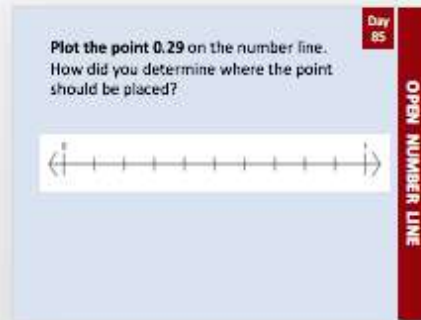 Day
85
Plot the point 0.29 on the number line.
How did you determine where the point
should be placed?
OPEN NUMBER LINE